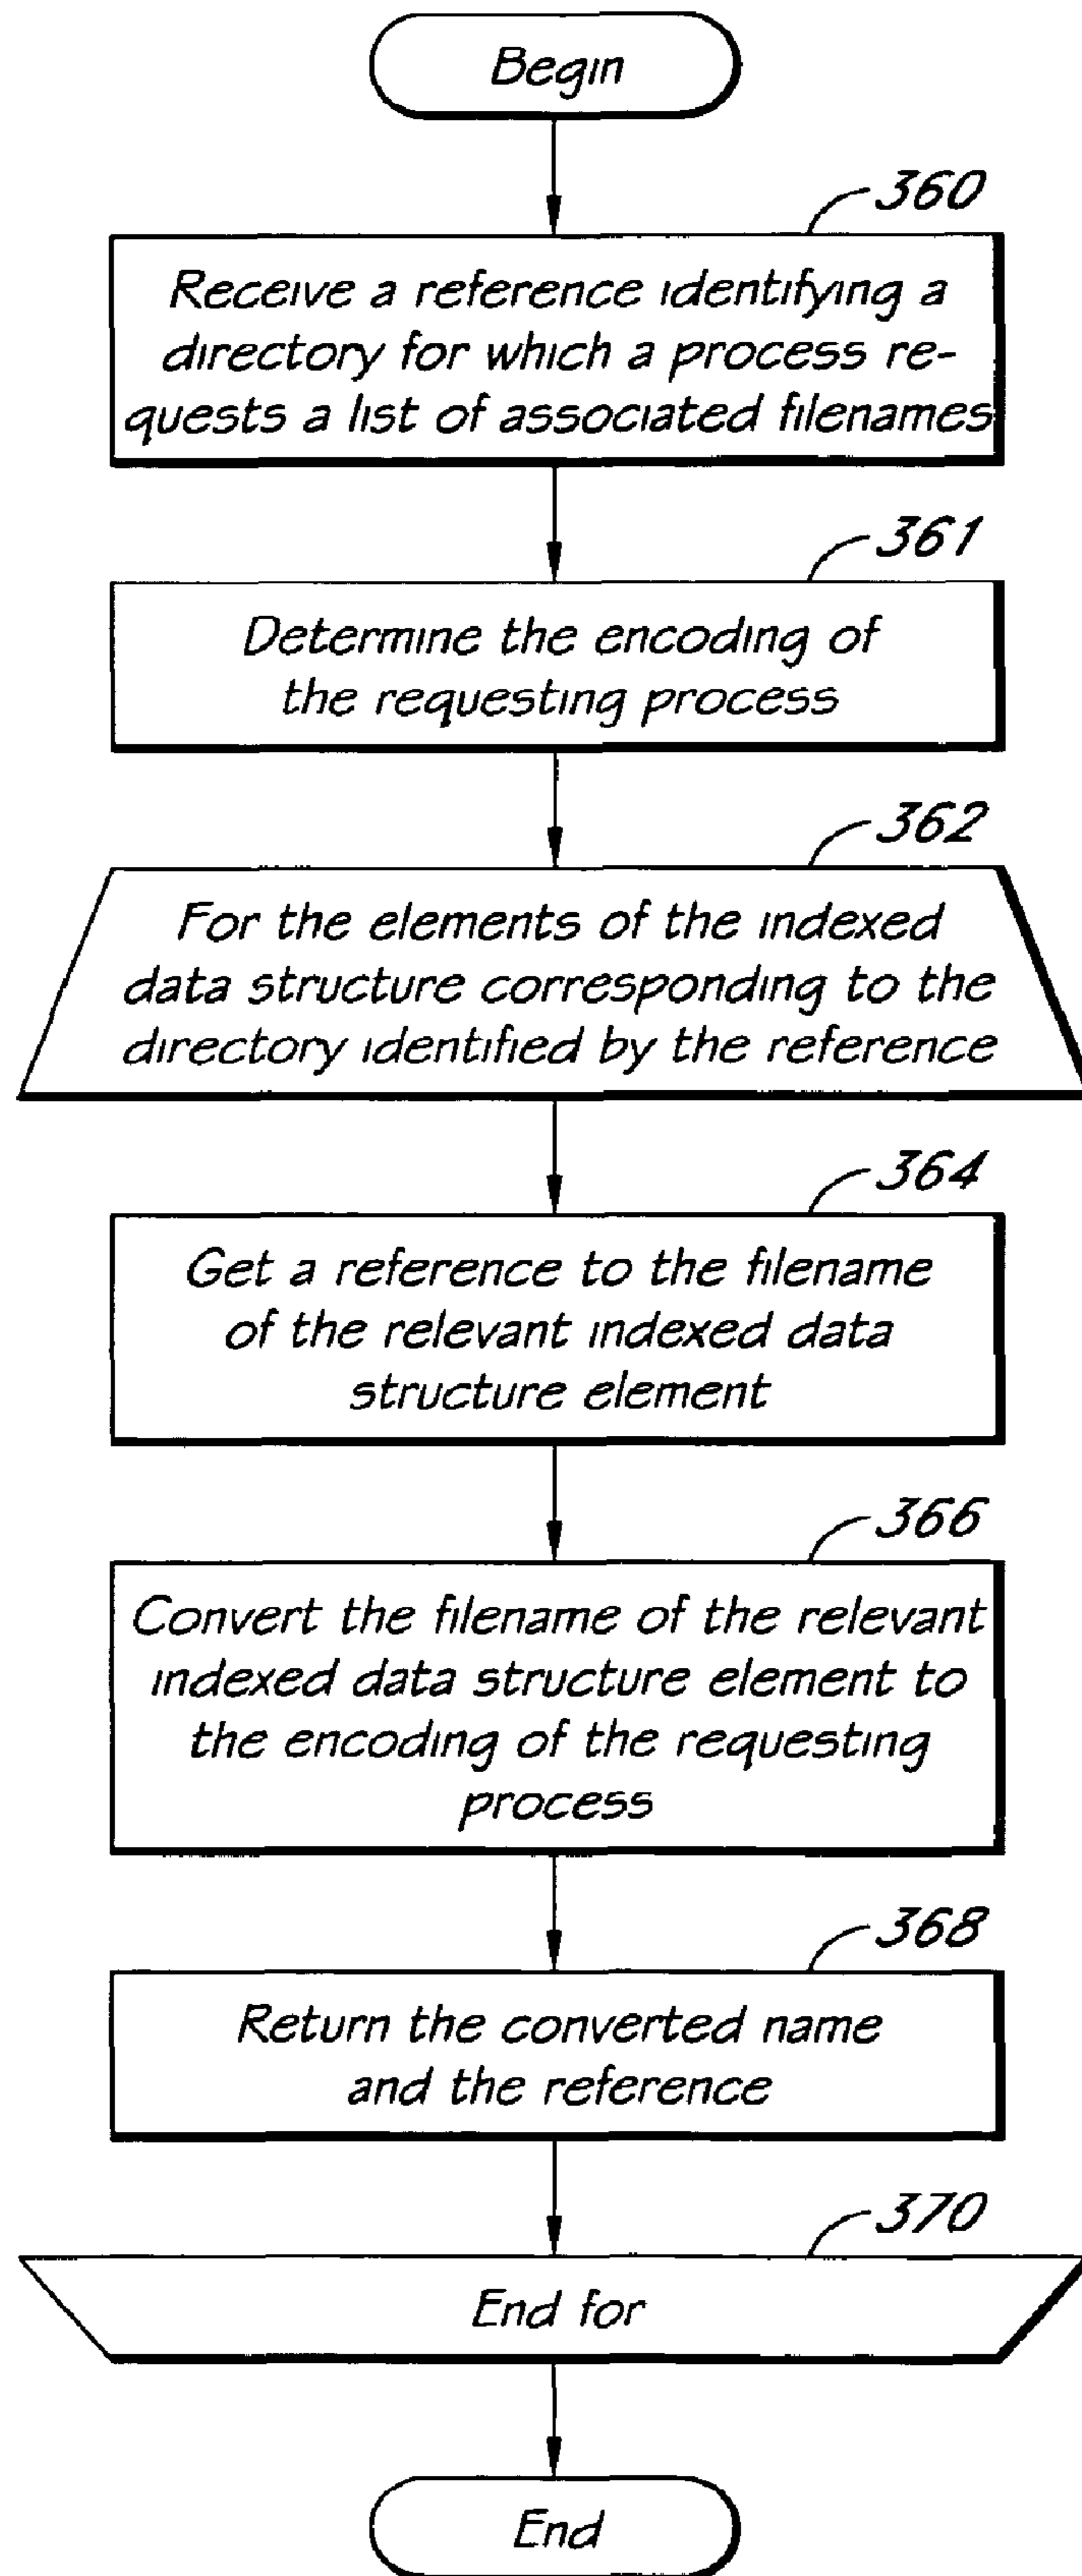 Begin
360
Receive a reference identifying a
directory for which a process re-
quests a list of associated filenames
361
Determine the encoding of
the requesting process
362
For the elements of the indexed
data structure corresponding to the
directory identified by the reference
364
Get a reference to the filename
of the relevant indexed data
structure element
366
Convert the filename of the relevant
indexed data structure element to
the encoding of the requesting
process
368
Return the converted name
and the reference
370
End for
End